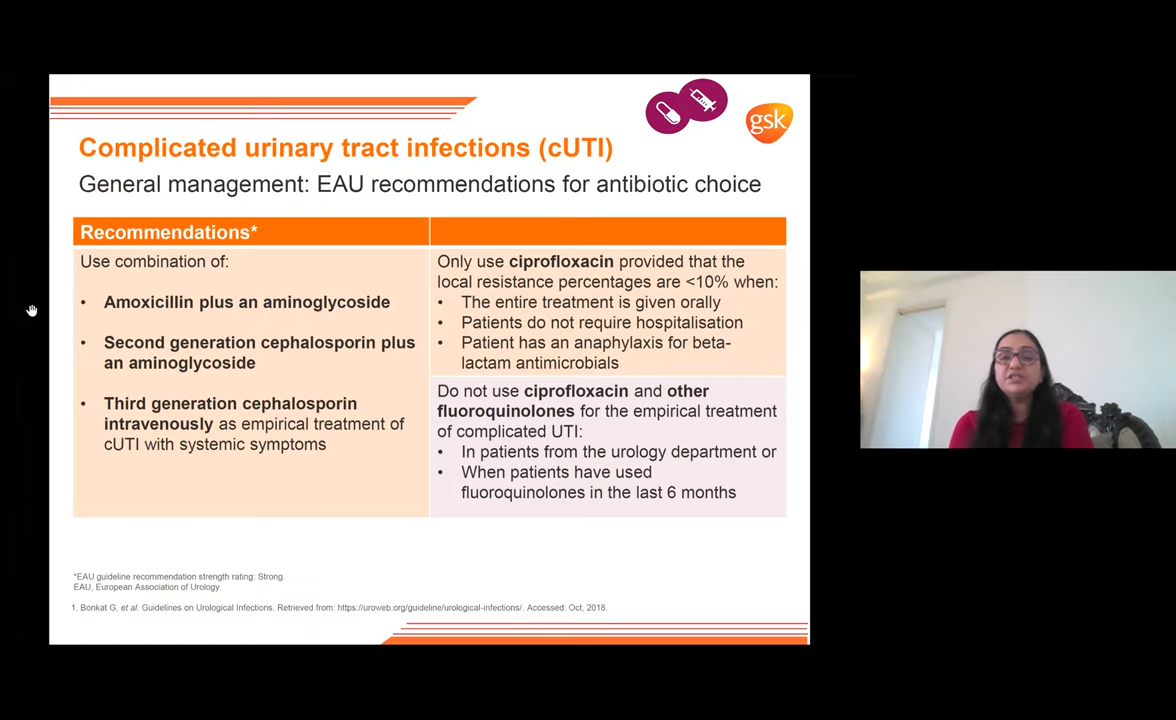 gsk
Complicated urinary tract infections (cUTI)
General management: EAU recommendations for antibiotic choice
Recommendations*
Use combination of:
• Amoxicillin plus an aminoglycoside
• Second generation cephalosporin plus
an aminoglycoside
• Third generation cephalosporin
intravenously as empirical treatment of
cUTI with systemic symptoms
Only use ciprofloxacin provided that the
local resistance percentages are <10% when:
• The entire treatment is given orally
• Patients do not require hospitalisation
• Patient has an anaphylaxis for beta-
lactam antimicrobials
Do not use ciprofloxacin and other
fluoroquinolones for the empirical treatment
of complicated UTI:
• In patients from the urology department or
• When patients have used
fluoroquinolones in the last 6 months
*EAU guideline recommendation strength rating: Strong.
EAU, European Association of Urology.
1. Bonkat G, et al. Guidelines on Urological Infections. Retrieved from: https://uroweb.org/guideline/urological-infections/. Accessed: Oct, 2018.